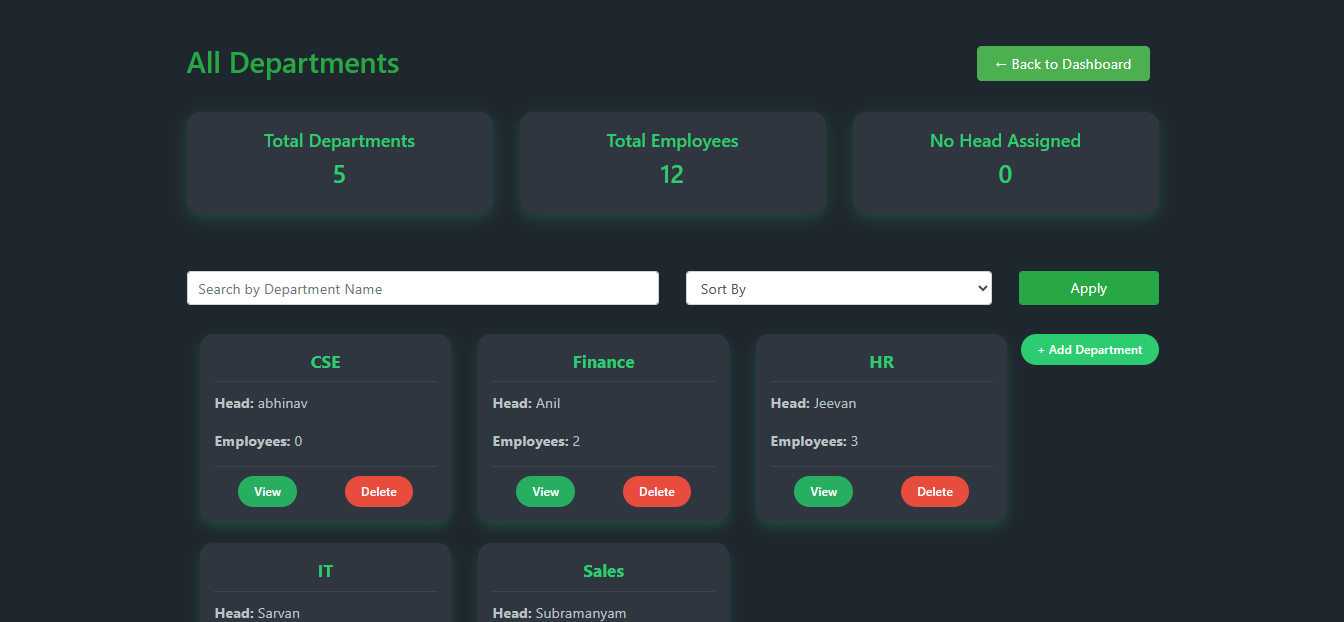 All Departments
← Back to Dashboard
Total Departments
5
Total Employees
12
No Head Assigned
0
Search by Department Name
Sort By
Apply
+ Add Department
CSE
Head: abhinav
Employees: 0
View Delete
Finance
Head: Anil
Employees: 2
View Delete
HR
Head: Jeevan
Employees: 3
View Delete
IT
Head: Sarvan
Sales
Head: Subramanyam